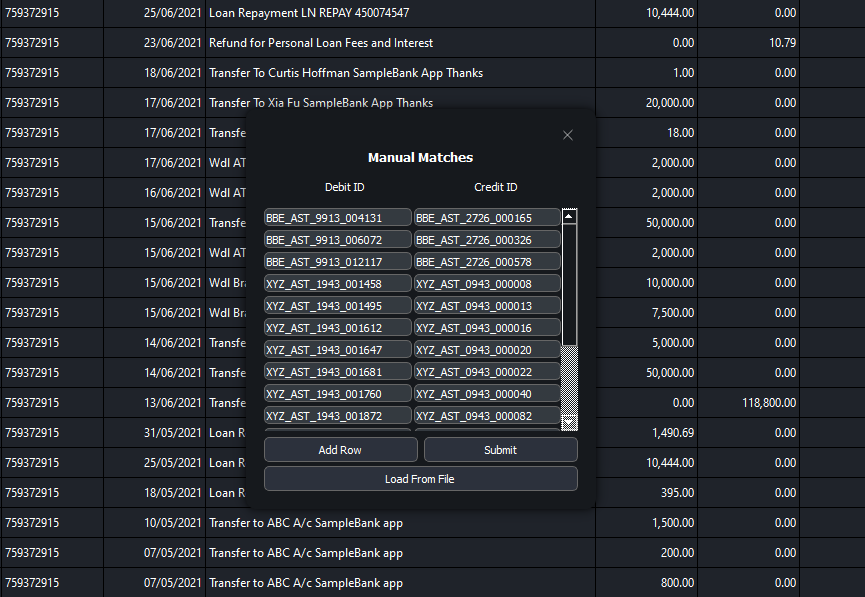 759372915 25/06/2021 Loan Repayment LN REPAY 450074547 10,444.00 0.00
759372915 23/06/2021 Refund for Personal Loan Fees and Interest 0.00 10.79
759372915 18/06/2021 Transfer To Curtis Hoffman SampleBank App Thanks 1.00 0.00
759372915 17/06/2021 Transfer To Xia Fu SampleBank App Thanks 20,000.00 0.00
759372915 17/06/2021 Transfe 18.00 0.00
759372915 17/06/2021 Wdl AT 2,000.00 0.00
759372915 16/06/2021 Wdl AT 2,000.00 0.00
759372915 15/06/2021 Transfe 50,000.00 0.00
759372915 15/06/2021 Wdl AT 2,000.00 0.00
759372915 15/06/2021 Wdl Bra 10,000.00 0.00
759372915 15/06/2021 Wdl Bra 7,500.00 0.00
759372915 14/06/2021 Transfe 5,000.00 0.00
759372915 14/06/2021 Transfe 50,000.00 0.00
759372915 13/06/2021 Transfe 0.00 118,800.00
759372915 31/05/2021 Loan R 1,490.69 0.00
759372915 25/05/2021 Loan R 10,444.00 0.00
759372915 18/05/2021 Loan R 395.00 0.00
759372915 10/05/2021 Transfer to ABC A/c SampleBank app 1,500.00 0.00
759372915 07/05/2021 Transfer to ABC A/c SampleBank app 200.00 0.00
759372915 07/05/2021 Transfer to ABC A/c SampleBank app 800.00 0.00
Manual Matches
Debit ID Credit ID
BBE_AST_9913_004131 BBE_AST_2726_000165
BBE_AST_9913_006072 BBE_AST_2726_000326
BBE_AST_9913_012117 BBE_AST_2726_000578
XYZ_AST_1943_001458 XYZ_AST_0943_000008
XYZ_AST_1943_001495 XYZ_AST_0943_000013
XYZ_AST_1943_001612 XYZ_AST_0943_000016
XYZ_AST_1943_001647 XYZ_AST_0943_000020
XYZ_AST_1943_001681 XYZ_AST_0943_000022
XYZ_AST_1943_001760 XYZ_AST_0943_000040
XYZ_AST_1943_001872 XYZ_AST_0943_000082
Add Row Submit
Load From File